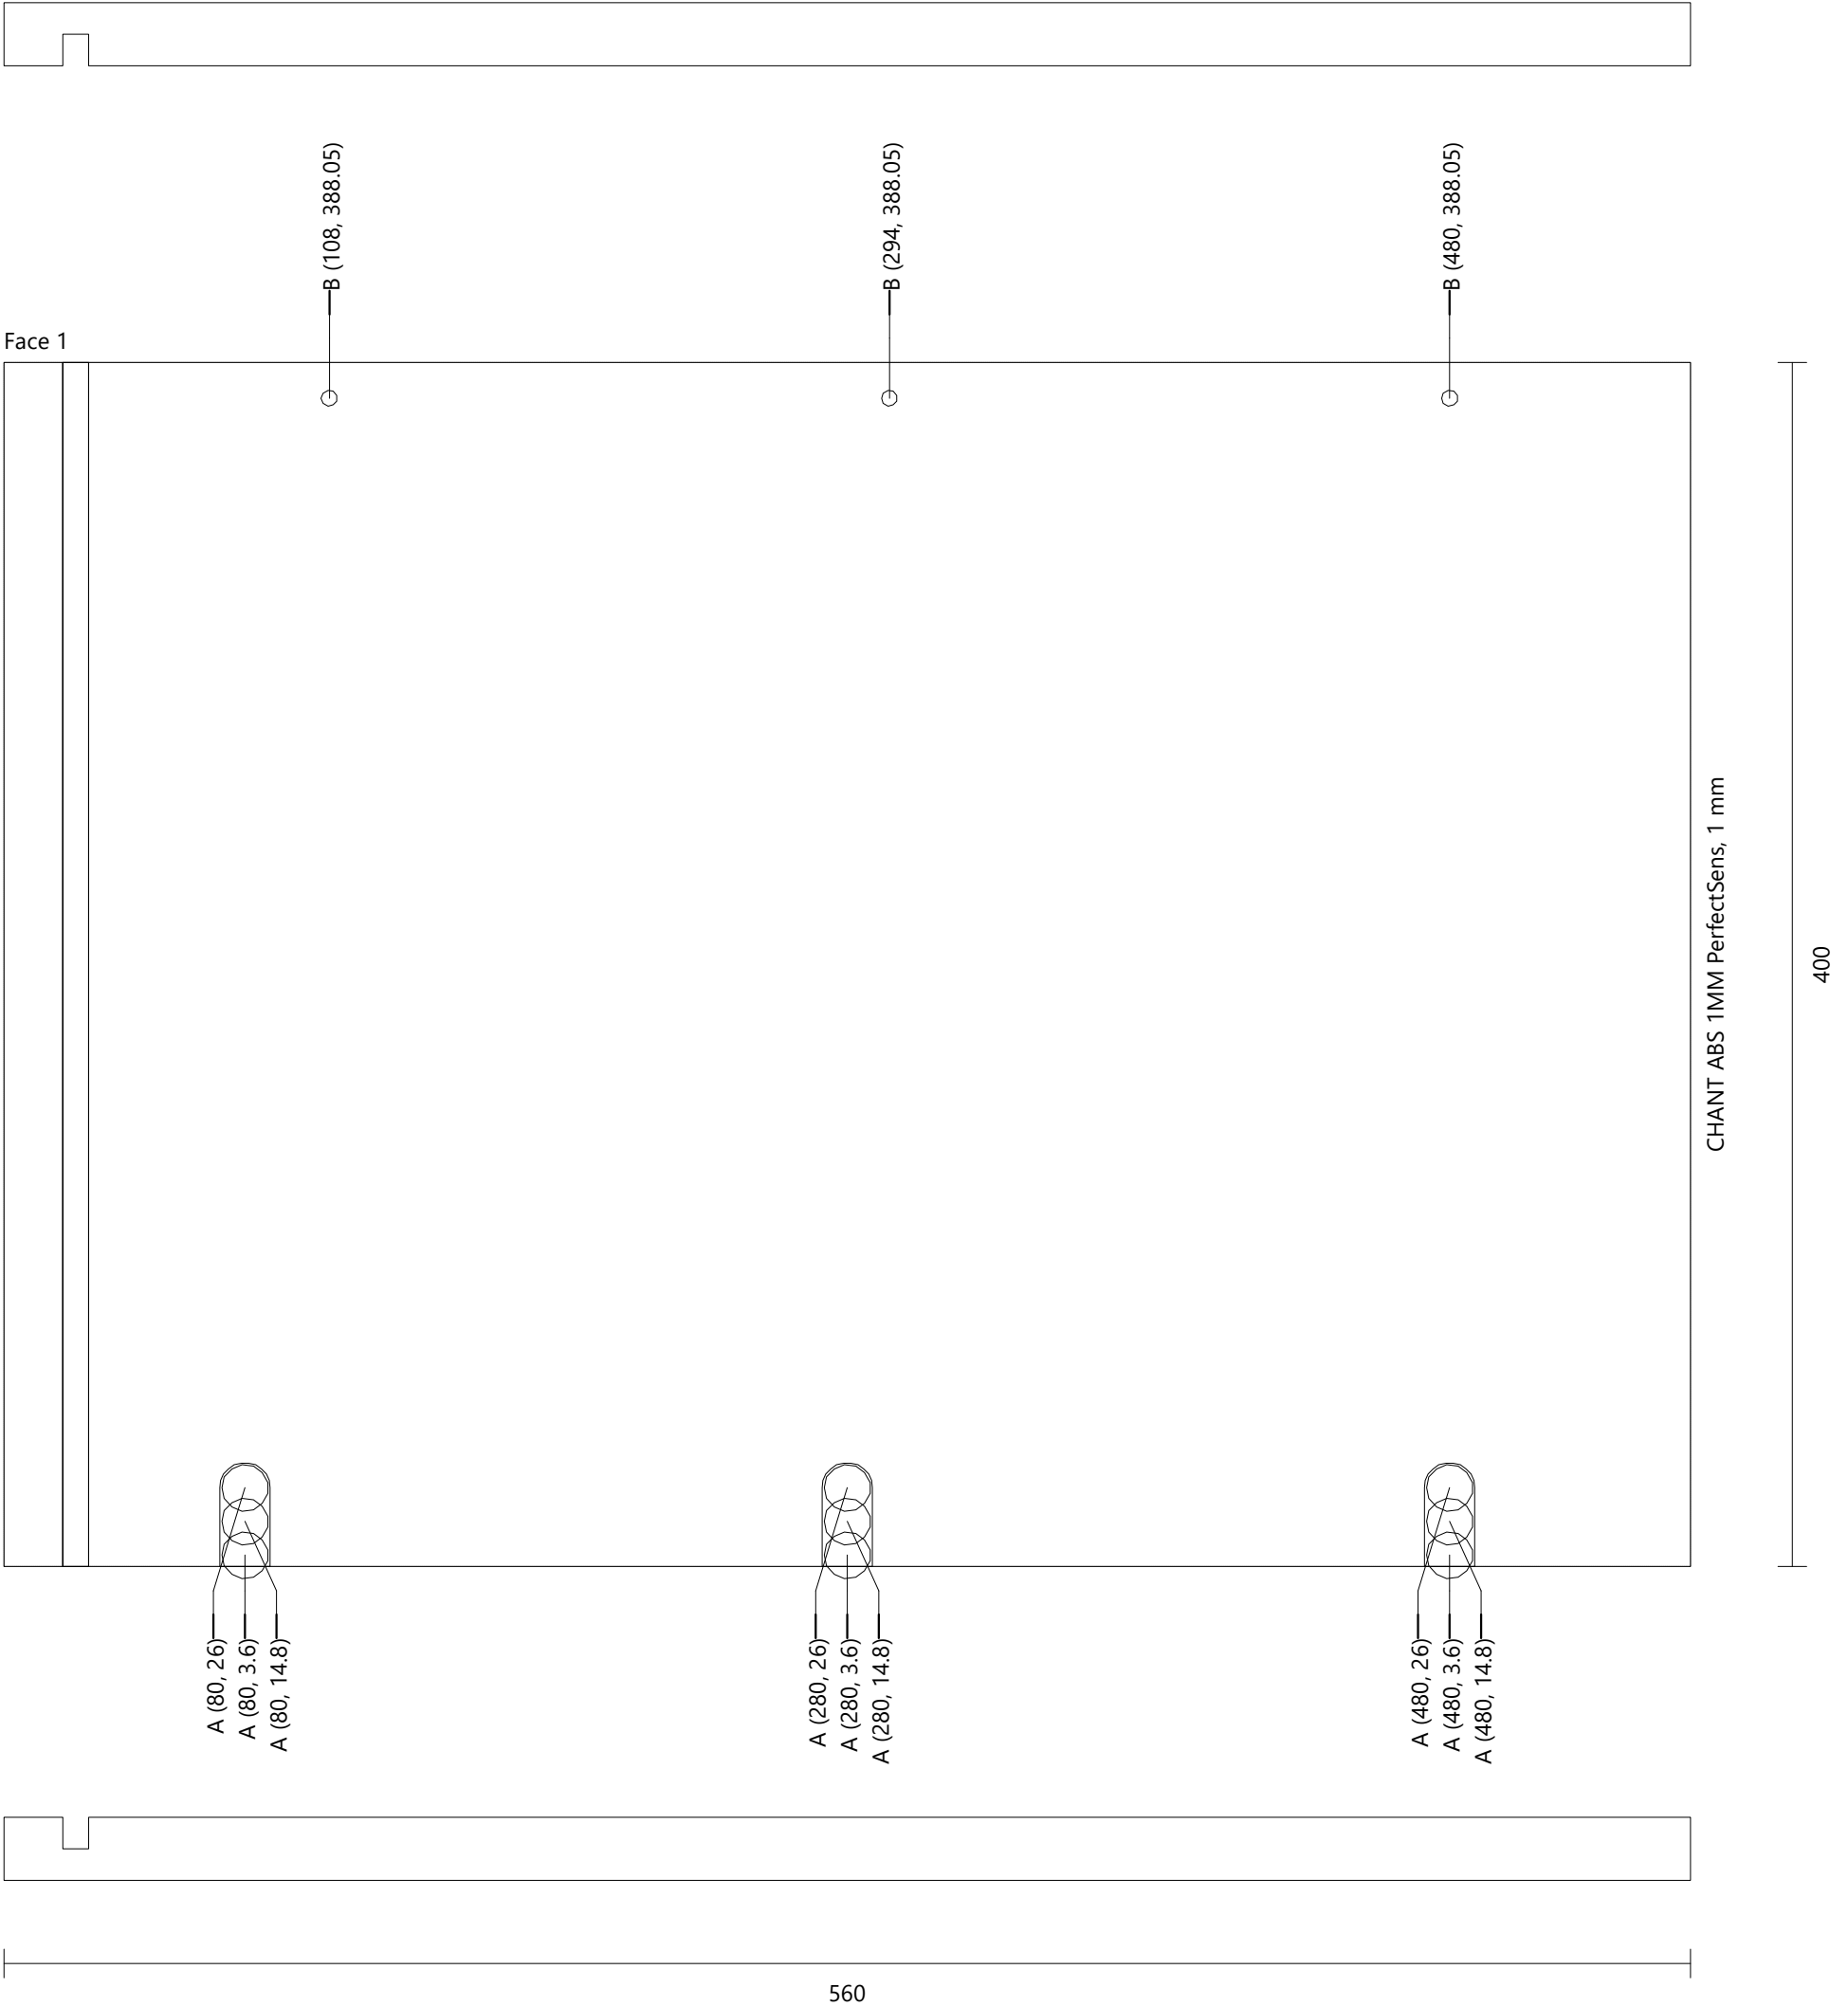 B (108, 388.05)
B (294, 388.05)
B (480, 388.05)
Face 1
CHANT ABS 1MM PerfectSens, 1 mm
400
A (80, 26)
A (80, 3.6)
A (80, 14.8)
A (280, 26)
A (280, 3.6)
A (280, 14.8)
A (480, 26)
A (480, 3.6)
A (480, 14.8)
560